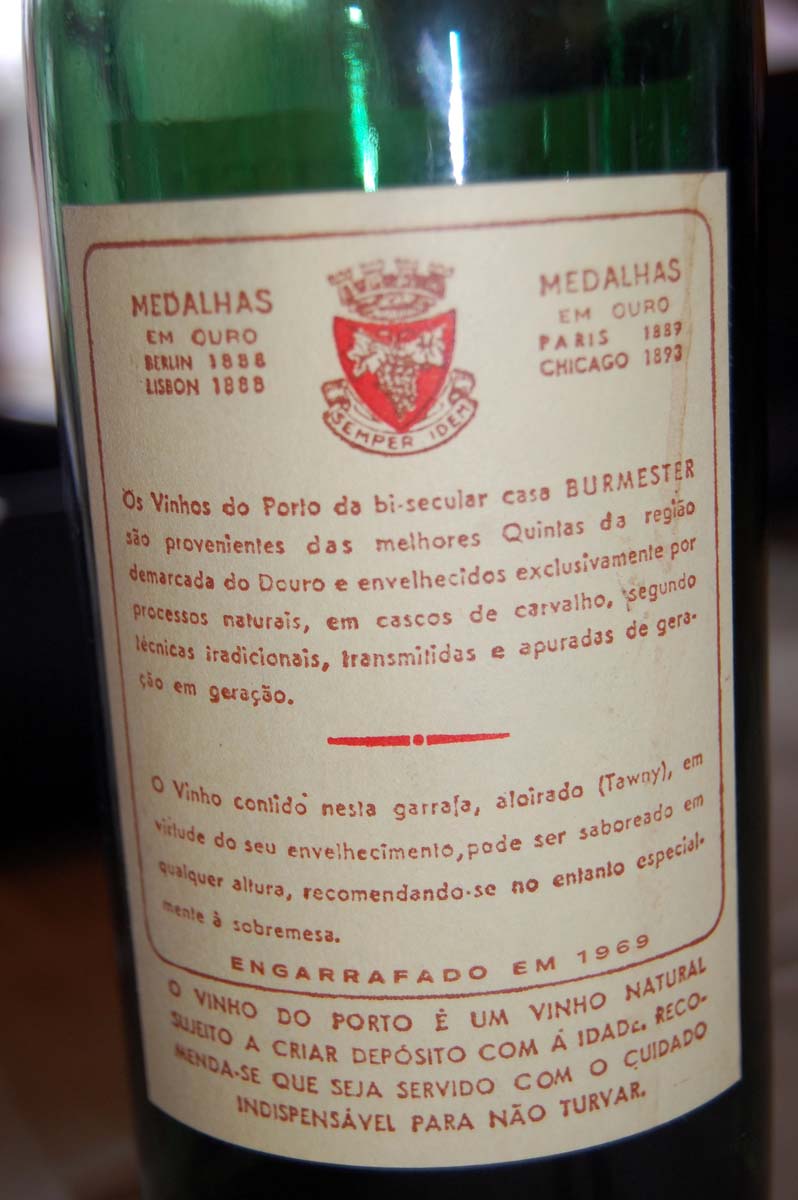 MEDALHAS
EM OURO
BERLIN 1888
LISBON 1888
MEDALHAS
EM OURO
PARIS 1889
CHICAGO 1893
SEMPER IDEM
Os Vinhos do Porto da bi-secular casa BURMESTER
são provenientes das melhores Quintas da região
demarcada do Douro e envelhecidos exclusivamente por
processos naturais, em cascos de carvalho, segundo
técnicas tradicionais, transmitidas e apuradas de gera-
ção em geração.
O Vinho contido nesta garrafa, aloirado (Tawny), em
virtude do seu envelhecimento, pode ser saboreado em
qualquer altura, recomendando-se no entanto especial-
mente à sobremesa.
ENGARRAFADO EM 1969
O VINHO DO PORTO É UM VINHO NATURAL
SUJEITO A CRIAR DEPÓSITO COM Á IDADE. RECO-
MENDA-SE QUE SEJA SERVIDO COM O CUIDADO
INDISPENSÁVEL PARA NÃO TURVAR.